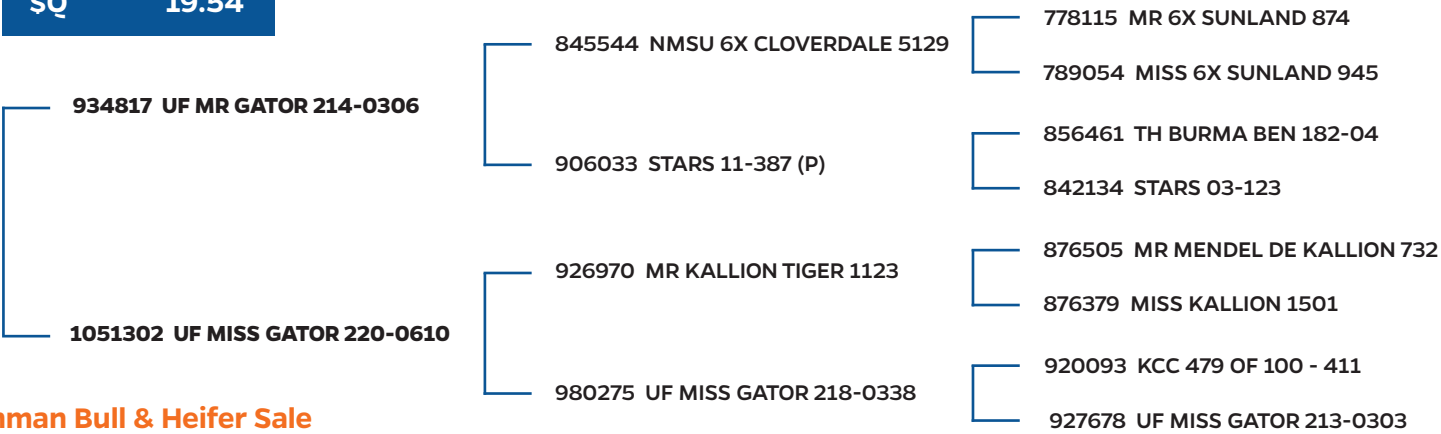 $Q 19.54
778115 MR 6X SUNLAND 874
845544 NMSU 6X CLOVERDALE 5129
789054 MISS 6X SUNLAND 945
934817 UF MR GATOR 214-0306
856461 TH BURMA BEN 182-04
906033 STARS 11-387 (P)
842134 STARS 03-123
876505 MR MENDEL DE KALLION 732
926970 MR KALLION TIGER 1123
876379 MISS KALLION 1501
1051302 UF MISS GATOR 220-0610
920093 KCC 479 OF 100 - 411
980275 UF MISS GATOR 218-0338
927678 UF MISS GATOR 213-0303
Bull & Heifer Sale